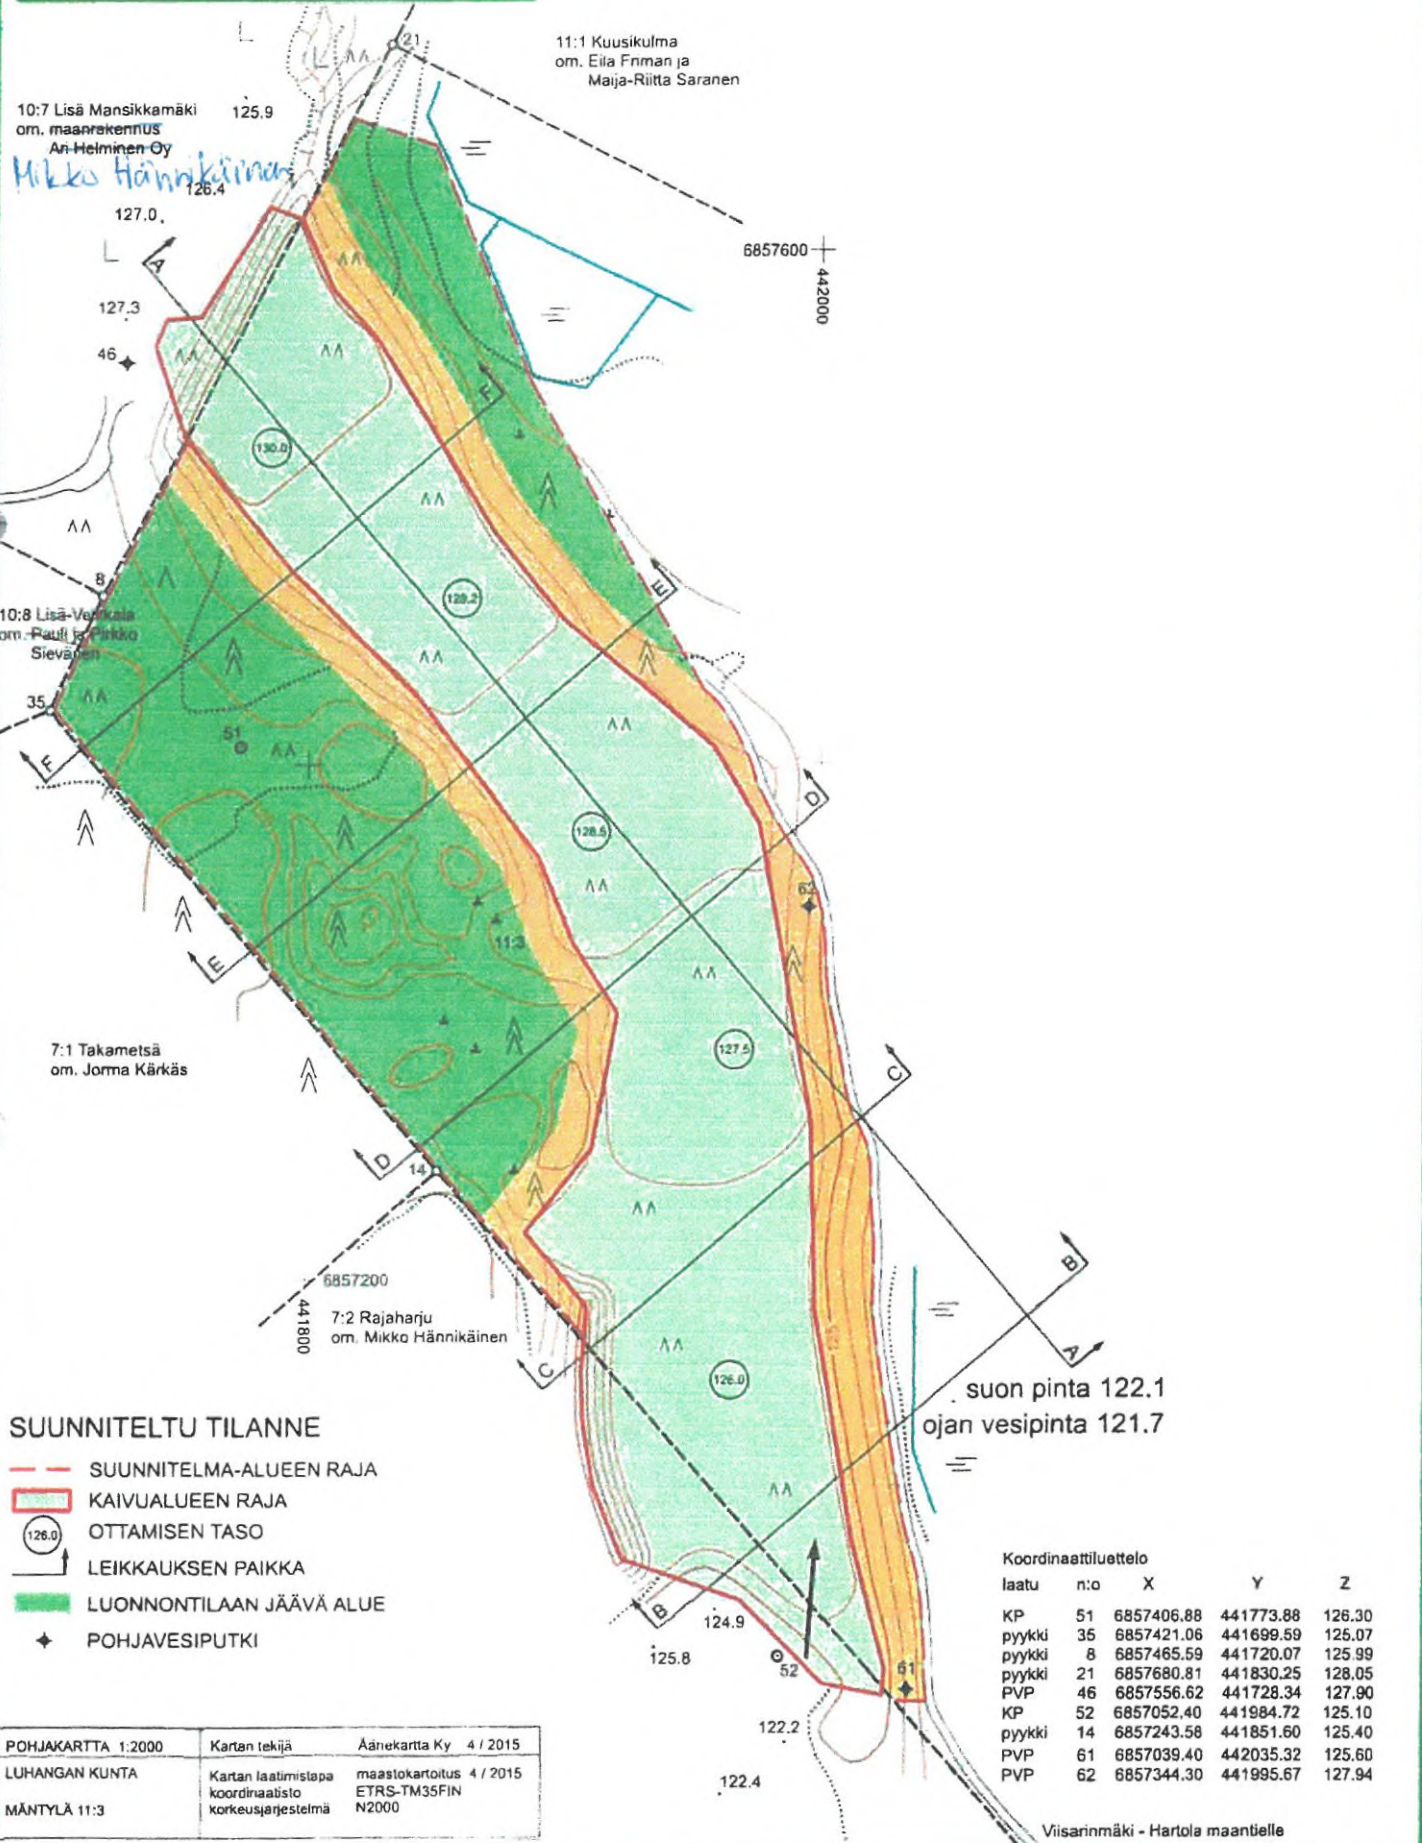 21
11:1 Kuusikulma
om. Eila Friman ja
Maija-Riitta Saranen
10:7 Lisä Mansikkamäki
om. maanrakennus
Ari Helminen Oy
Mikko Hännikäinen
125.9
126.4
127.0
A
6857600
442000
127.3
46
F
130.0
8
129.2
E
10:8 Lisä-Vehkala
om. Pauli ja Pirkko
Sievänen
35
51
F
D
128.5
62
11:3
E
127.5
7:1 Takametsä
om. Jorma Kärkäs
C
D
14
B
6857200
441800
7:2 Rajaharju
om. Mikko Hännikäinen
A
C
126.0
suon pinta 122.1
ojan vesipinta 121.7
SUUNNITELTU TILANNE
SUUNNITELMA-ALUEEN RAJA
KAIVUALUEEN RAJA
126.0 OTTAMISEN TASO
LEIKKAUKSEN PAIKKA
LUONNONTILAAN JÄÄVÄ ALUE
POHJAVESIPUTKI
B
124.9
125.8
52
61
122.2
122.4
Koordinaattiluettelo
laatu n:o X Y Z
KP 51 6857406.88 441773.88 126.30
pyykki 35 6857421.06 441699.59 125.07
pyykki 8 6857465.59 441720.07 125.99
pyykki 21 6857680.81 441830.25 128.05
PVP 46 6857556.62 441728.34 127.90
KP 52 6857052.40 441984.72 125.10
pyykki 14 6857243.58 441851.60 125.40
PVP 61 6857039.40 442035.32 125.60
PVP 62 6857344.30 441995.67 127.94
POHJAKARTTA 1:2000
LUHANGAN KUNTA
MÄNTYLÄ 11:3
Kartan tekijä Äänekartta Ky 4 / 2015
Kartan laatimistapa maastokartoitus 4 / 2015
koordinaatisto ETRS-TM35FIN
korkeusjärjestelmä N2000
Viisarinmäki - Hartola maantielle